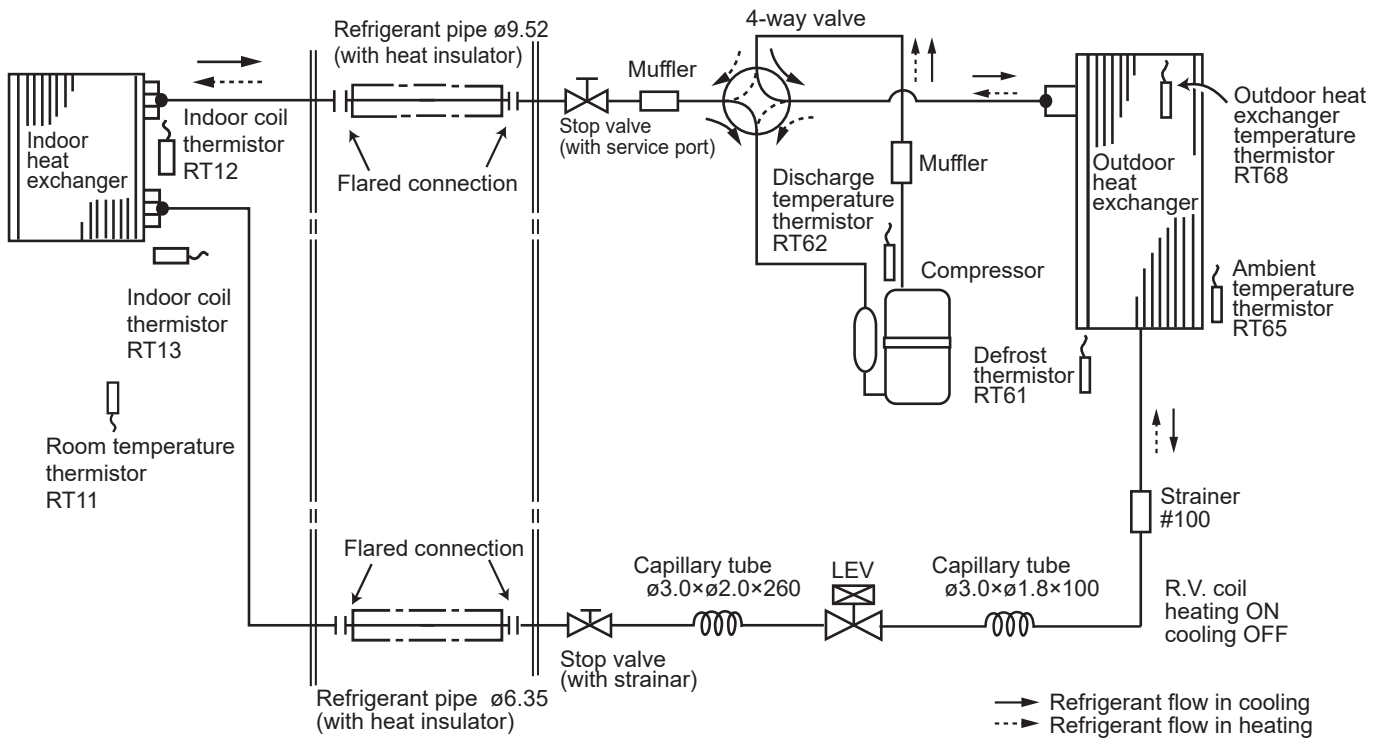 4-way valve
Refrigerant pipe ø9.52
(with heat insulator)
Muffler
Stop valve
(with service port)
Flared connection
Indoor
heat
exchanger
Indoor coil
thermistor
RT12
Indoor coil
thermistor
RT13
Room temperature
thermistor
RT11
Discharge
temperature
thermistor
RT62
Muffler
Compressor
Outdoor
heat
exchanger
Outdoor heat
exchanger
temperature
thermistor
RT68
Ambient
temperature
thermistor
RT65
Defrost
thermistor
RT61
Strainer
#100
Flared connection
Capillary tube
ø3.0×ø2.0×260
LEV
Capillary tube
ø3.0×ø1.8×100
R.V. coil
heating ON
cooling OFF
Stop valve
(with strainar)
Refrigerant pipe ø6.35
(with heat insulator)
Refrigerant flow in cooling
Refrigerant flow in heating